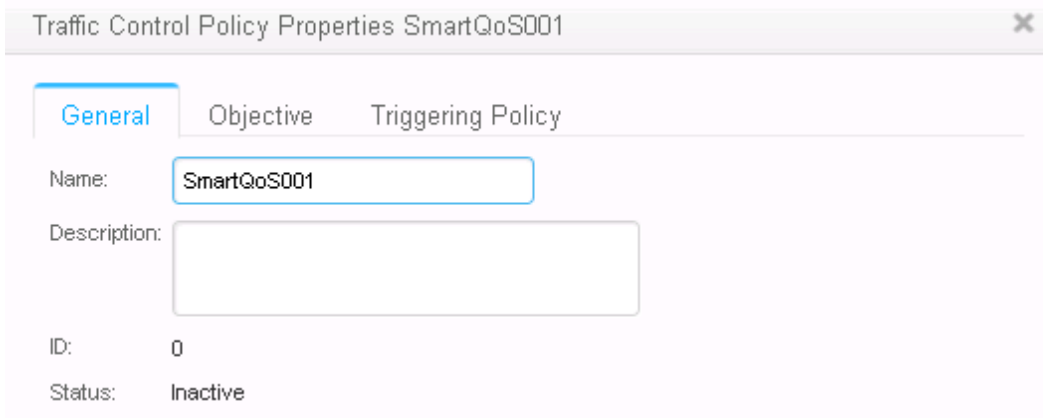 Traffic Control Policy Properties SmartQoS001
General Objective Triggering Policy
Name: SmartQoS001
Description:
ID: 0
Status: Inactive